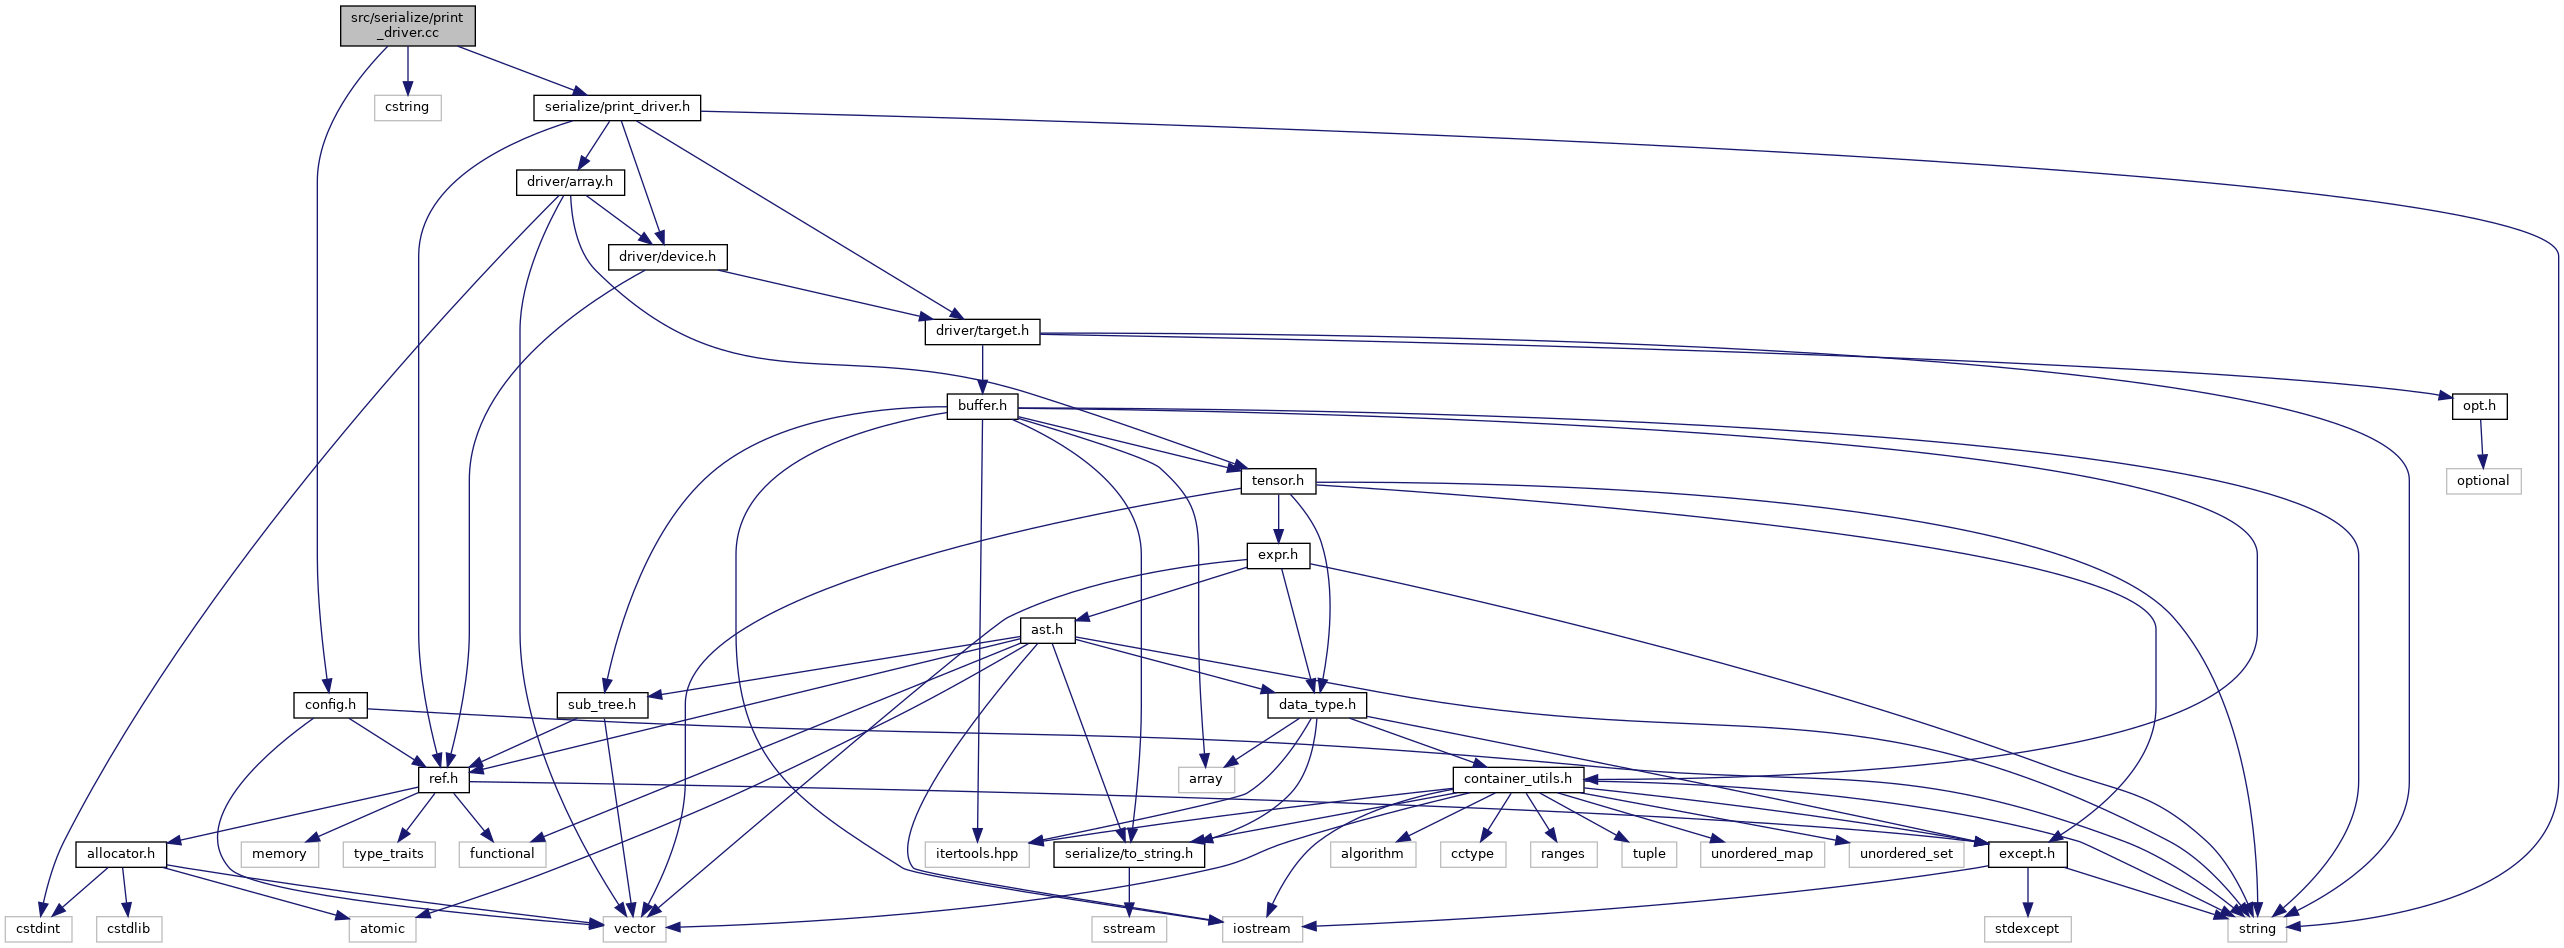 src/serialize/print
_driver.cc
cstring
serialize/print_driver.h
driver/array.h
driver/device.h
driver/target.h
buffer.h
opt.h
tensor.h
optional
expr.h
ast.h
config.h
sub_tree.h
data_type.h
ref.h
array
container_utils.h
allocator.h
memory
type_traits
functional
itertools.hpp
serialize/to_string.h
algorithm
cctype
ranges
tuple
unordered_map
unordered_set
except.h
cstdint
cstdlib
atomic
vector
sstream
iostream
stdexcept
string